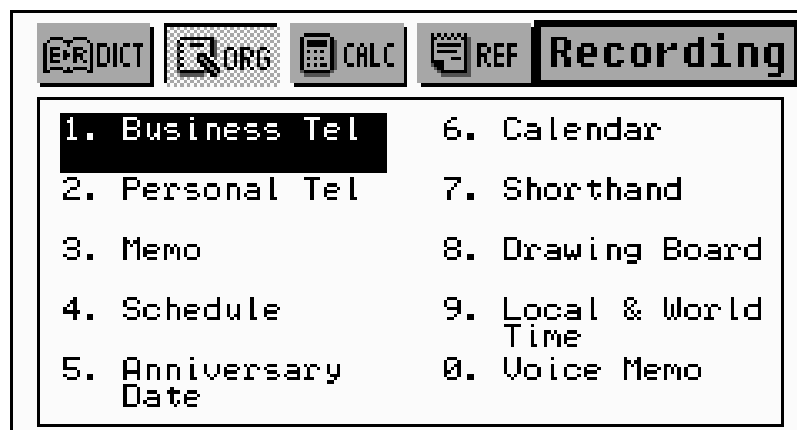 E•R DICT ORG CALC REF Recording
1. Business Tel
2. Personal Tel
3. Memo
4. Schedule
5. Anniversary
Date
6. Calendar
7. Shorthand
8. Drawing Board
9. Local & World
Time
0. Voice Memo